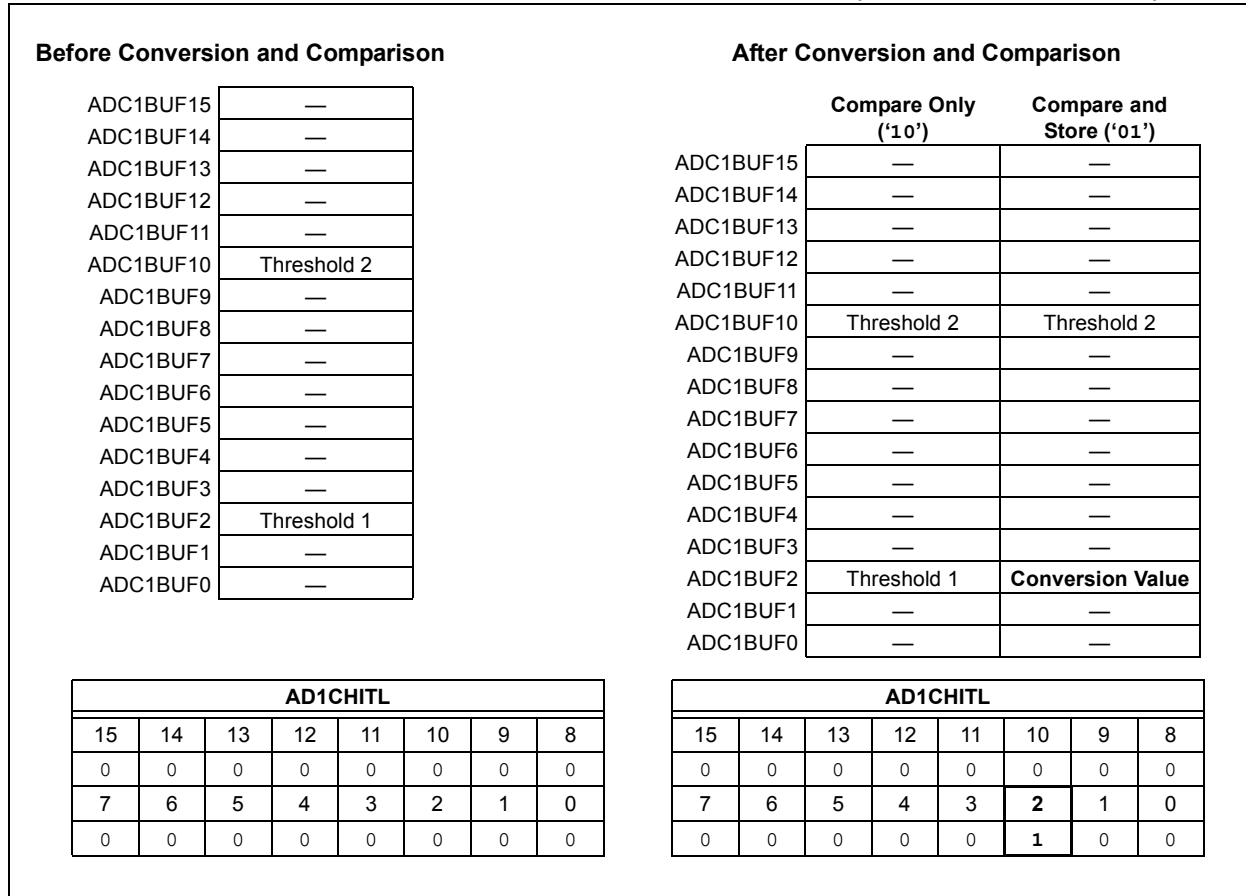 Before Conversion and Comparison
ADC1BUF15 —
ADC1BUF14 —
ADC1BUF13 —
ADC1BUF12 —
ADC1BUF11 —
ADC1BUF10 Threshold 2
ADC1BUF9 —
ADC1BUF8 —
ADC1BUF7 —
ADC1BUF6 —
ADC1BUF5 —
ADC1BUF4 —
ADC1BUF3 —
ADC1BUF2 Threshold 1
ADC1BUF1 —
ADC1BUF0 —
AD1CHITL
15 14 13 12 11 10 9 8
0 0 0 0 0 0 0 0
7 6 5 4 3 2 1 0
0 0 0 0 0 0 0 0
After Conversion and Comparison
Compare Only Compare and
('10') Store ('01')
ADC1BUF15 — —
ADC1BUF14 — —
ADC1BUF13 — —
ADC1BUF12 — —
ADC1BUF11 — —
ADC1BUF10 Threshold 2 Threshold 2
ADC1BUF9 — —
ADC1BUF8 — —
ADC1BUF7 — —
ADC1BUF6 — —
ADC1BUF5 — —
ADC1BUF4 — —
ADC1BUF3 — —
ADC1BUF2 Threshold 1 Conversion Value
ADC1BUF1 — —
ADC1BUF0 — —
AD1CHITL
15 14 13 12 11 10 9 8
0 0 0 0 0 0 0 0
7 6 5 4 3 2 1 0
0 0 0 0 0 1 0 0